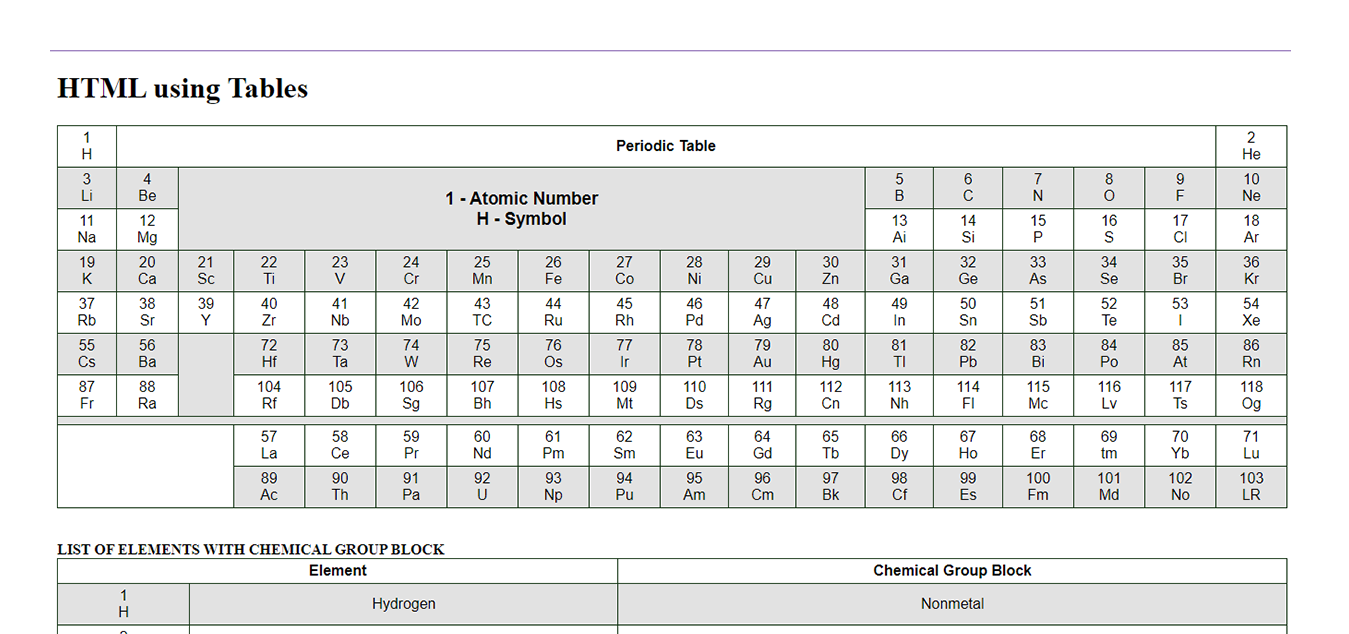 HTML using Tables
1 Periodic Table 2
H He
3 4 1 - Atomic Number 5 6 7 8 9 10
Li Be H - Symbol B C N O F Ne
11 12 13 14 15 16 17 18
Na Mg Ai Si P S Cl Ar
19 20 21 22 23 24 25 26 27 28 29 30 31 32 33 34 35 36
K Ca Sc Ti V Cr Mn Fe Co Ni Cu Zn Ga Ge As Se Br Kr
37 38 39 40 41 42 43 44 45 46 47 48 49 50 51 52 53 54
Rb Sr Y Zr Nb Mo TC Ru Rh Pd Ag Cd In Sn Sb Te I Xe
55 56 72 73 74 75 76 77 78 79 80 81 82 83 84 85 86
Cs Ba Hf Ta W Re Os Ir Pt Au Hg Tl Pb Bi Po At Rn
87 88 104 105 106 107 108 109 110 111 112 113 114 115 116 117 118
Fr Ra Rf Db Sg Bh Hs Mt Ds Rg Cn Nh Fl Mc Lv Ts Og
57 58 59 60 61 62 63 64 65 66 67 68 69 70 71
La Ce Pr Nd Pm Sm Eu Gd Tb Dy Ho Er tm Yb Lu
89 90 91 92 93 94 95 96 97 98 99 100 101 102 103
Ac Th Pa U Np Pu Am Cm Bk Cf Es Fm Md No LR
LIST OF ELEMENTS WITH CHEMICAL GROUP BLOCK
Element Chemical Group Block
1 Hydrogen Nonmetal
H